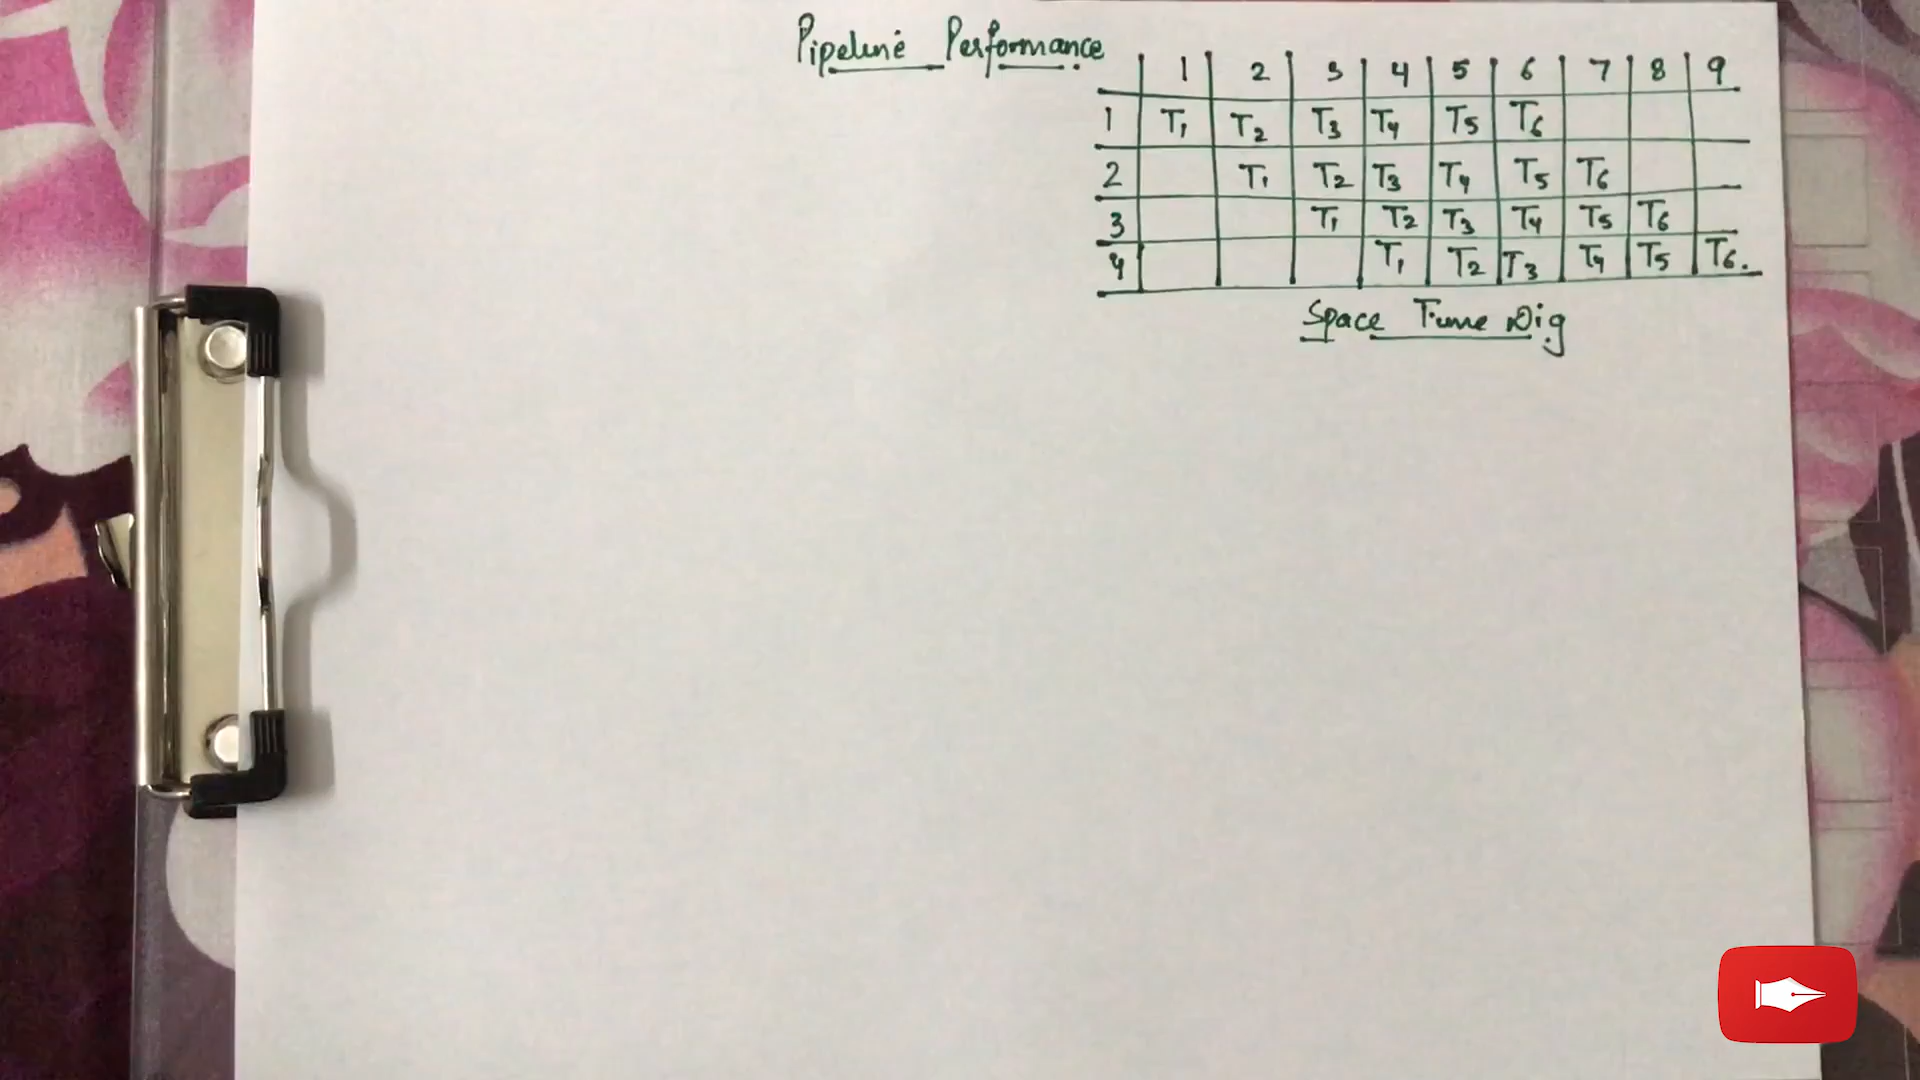 Pipeline Performance
1 2 3 4 5 6 7 8 9
1 T1 T2 T3 T4 T5 T6
2 T1 T2 T3 T4 T5 T6
3 T1 T2 T3 T4 T5 T6
4 T1 T2 T3 T4 T5 T6.
Space Time Dig